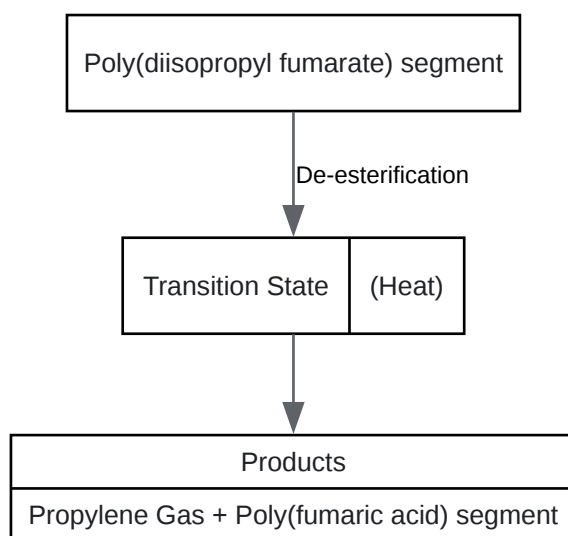 Poly(diisopropyl fumarate) segment
De-esterification
Transition State
(Heat)
Products
Propylene Gas + Poly(fumaric acid) segment